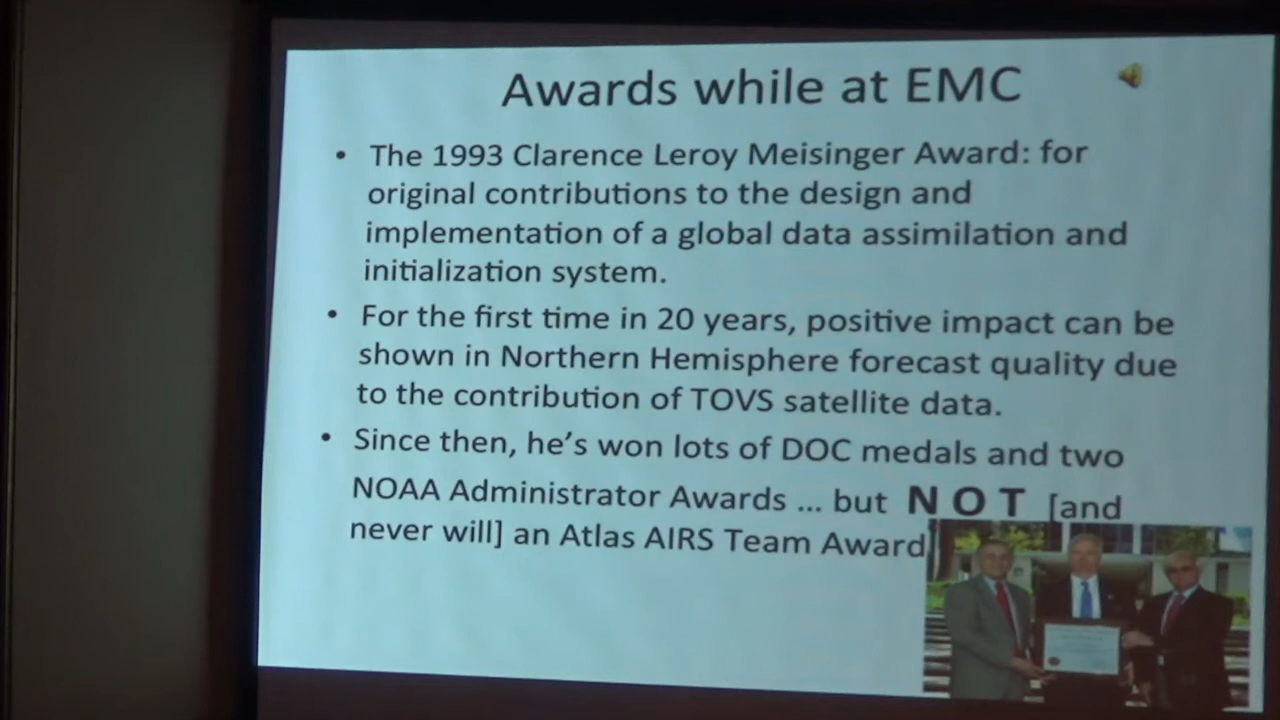 Awards while at EMC
• The 1993 Clarence Leroy Meisinger Award: for
original contributions to the design and
implementation of a global data assimilation and
initialization system.
• For the first time in 20 years, positive impact can be
shown in Northern Hemisphere forecast quality due
to the contribution of TOVS satellite data.
• Since then, he’s won lots of DOC medals and two
NOAA Administrator Awards ... but N O T [and
never will] an Atlas AIRS Team Award